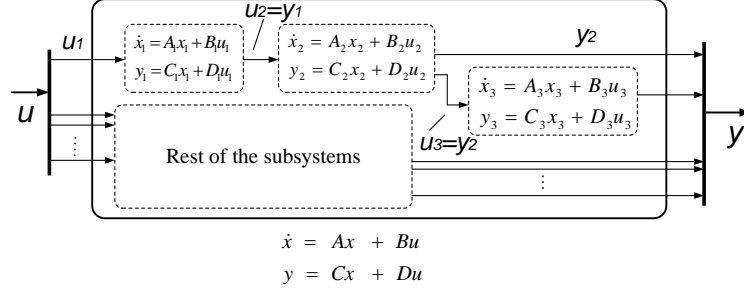 u1
ẋ₁ = A₁x₁ + B₁u₁
y₁ = C₁x₁ + D₁u₁
u2=y1
ẋ₂ = A₂x₂ + B₂u₂
y₂ = C₂x₂ + D₂u₂
y2
u3=y2
ẋ₃ = A₃x₃ + B₃u₃
y₃ = C₃x₃ + D₃u₃
u
y
Rest of the subsystems
ẋ = Ax + Bu
y = Cx + Du